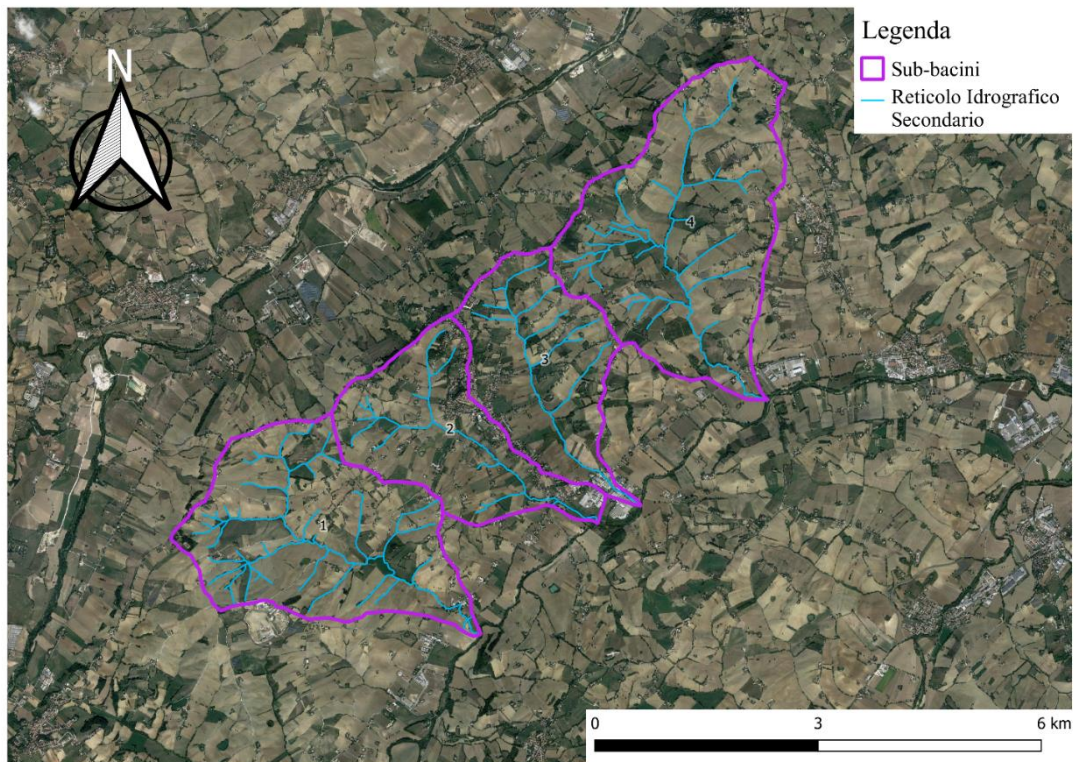 N
Legenda
Sub-bacini
Reticolo Idrografico
Secondario
4
3
2
1
0 3 6 km